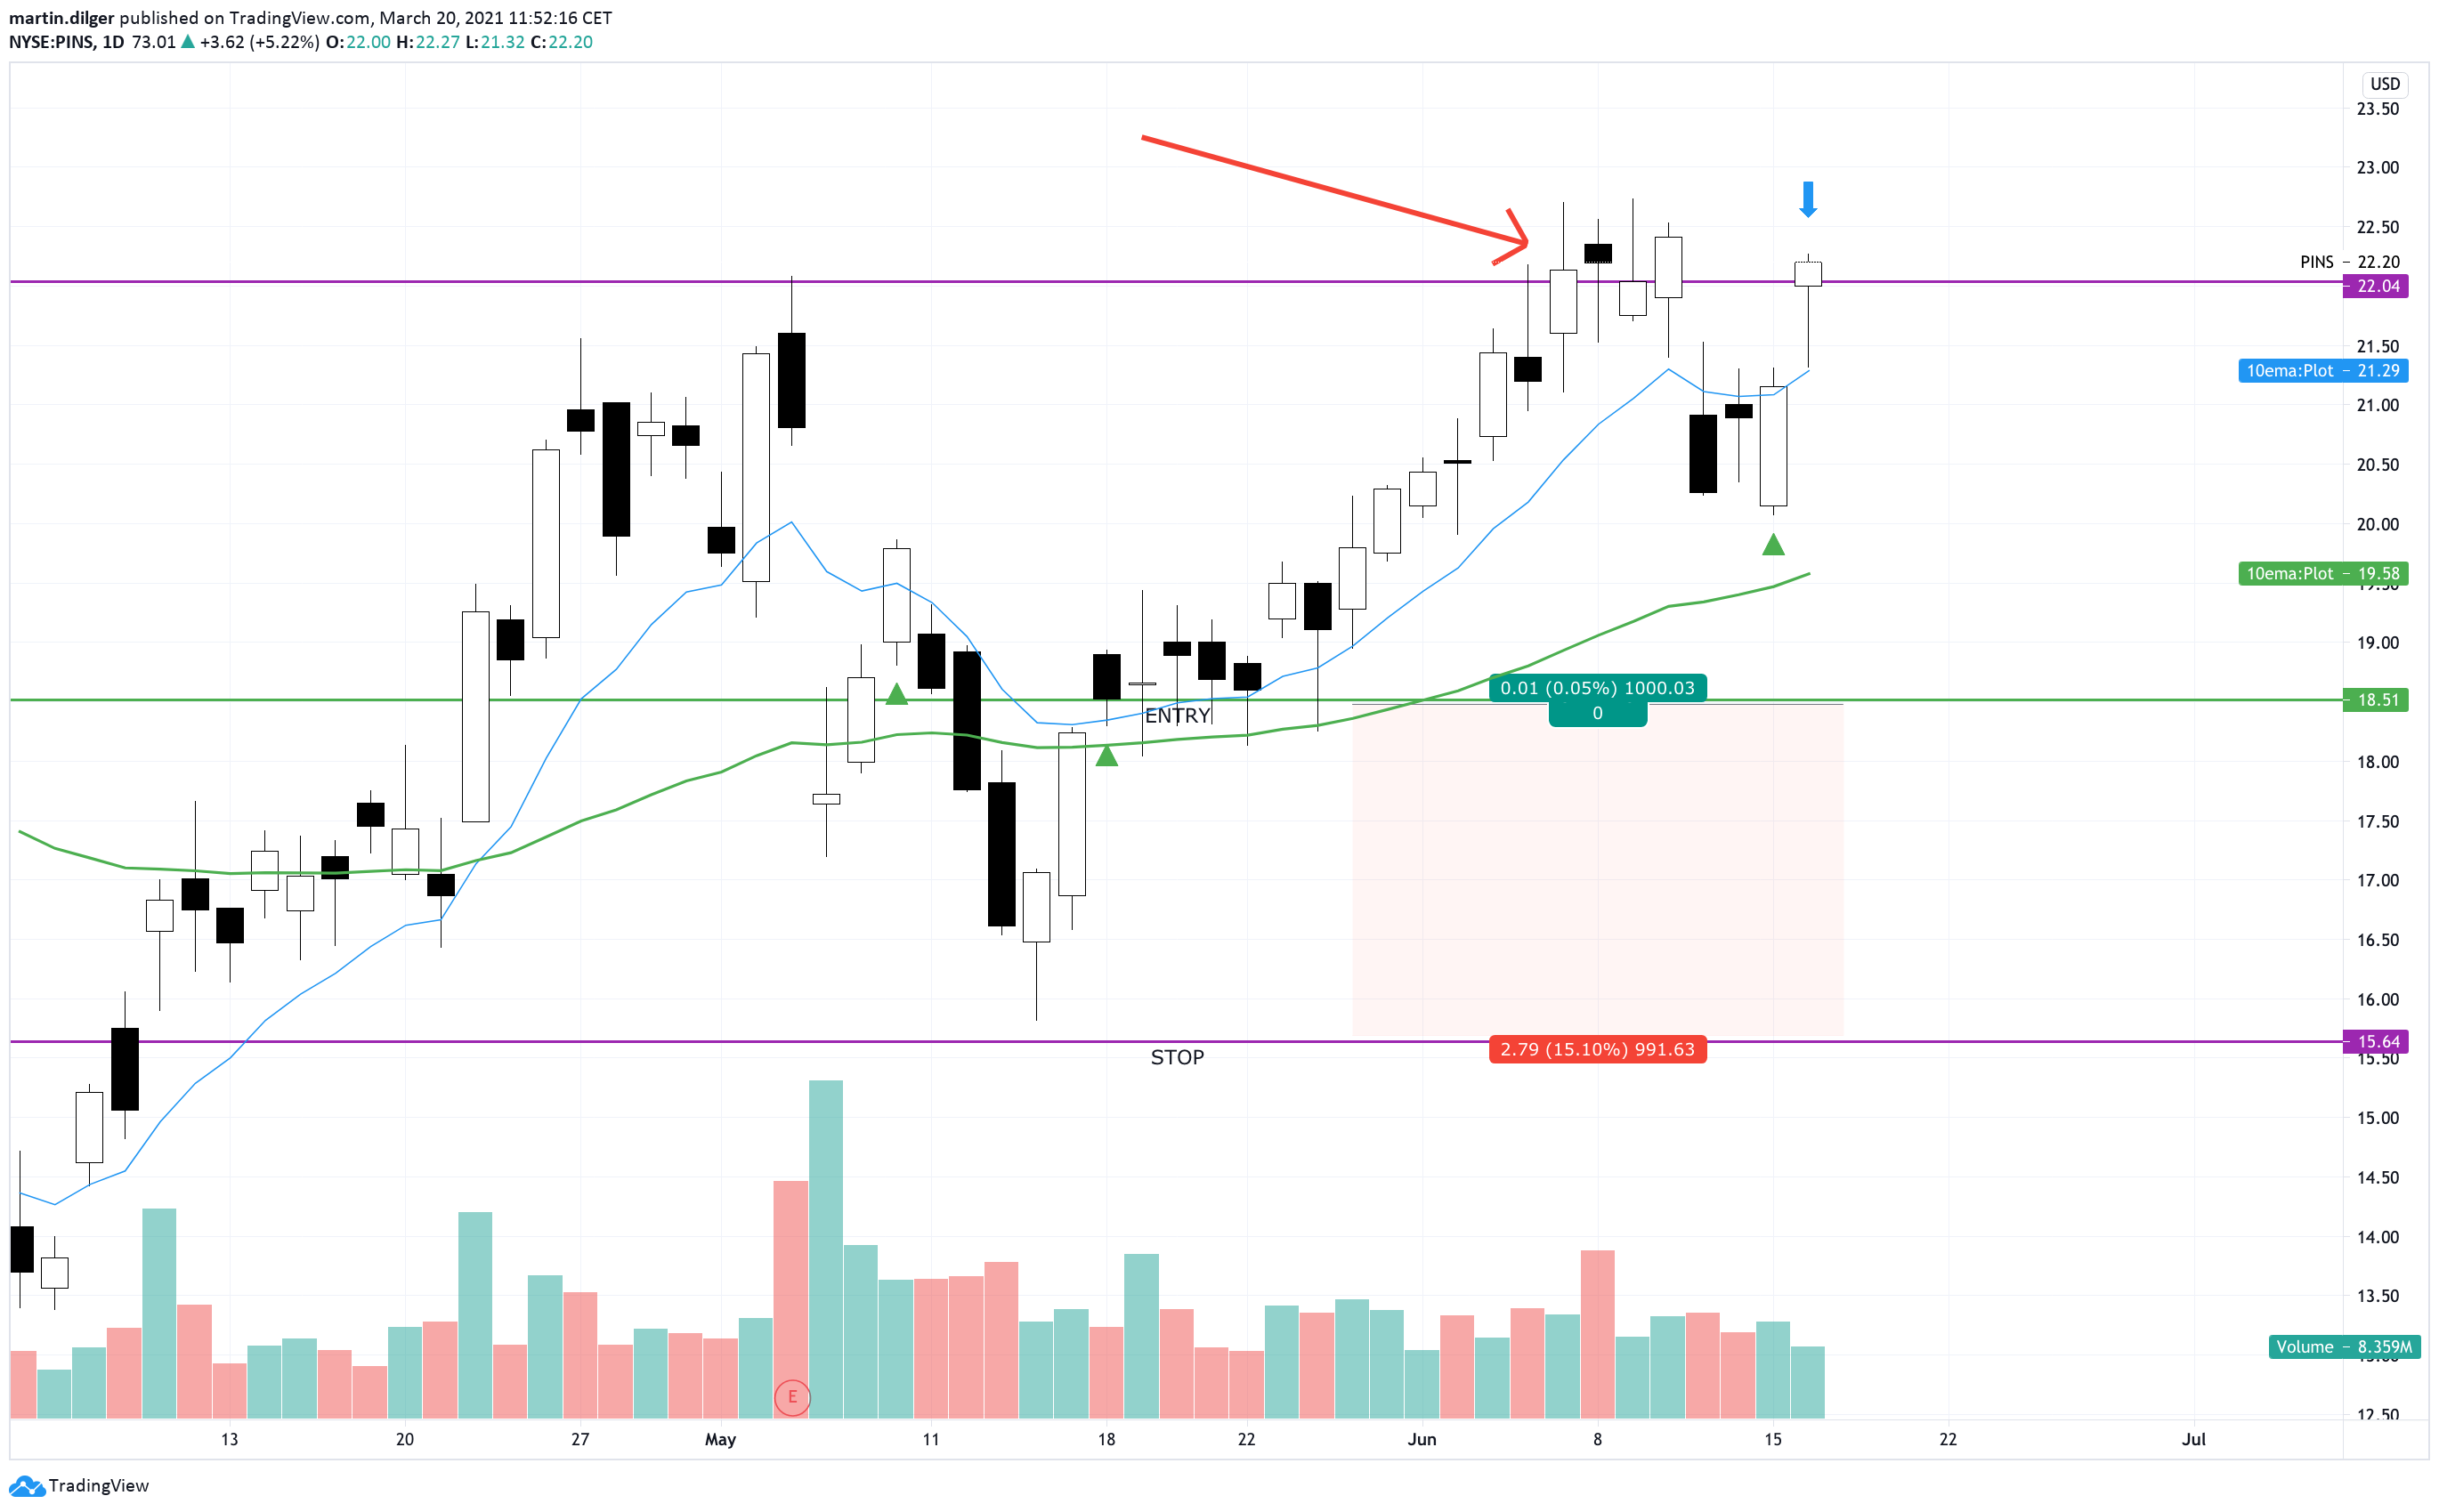 martin.dilger published on TradingView.com, March 20, 2021 11:52:16 CET
NYSE:PINS, 1D 73.01 ▲ +3.62 (+5.22%) O:22.00 H:22.27 L:21.32 C:22.20
USD
23.50
23.00
22.50
PINS – 22.20
22.04
21.50
10ema:Plot – 21.29
21.00
20.50
20.00
10ema:Plot – 19.58
19.50
19.00
0.01 (0.05%) 1000.03
18.51
0
ENTRY
18.00
17.50
17.00
16.50
16.00
15.64
2.79 (15.10%) 991.63
STOP
15.50
15.00
14.50
14.00
13.50
Volume – 8.359M
13.00
E
12.50
13 20 27 May 11 18 22 Jun 8 15 22 Jul
TradingView